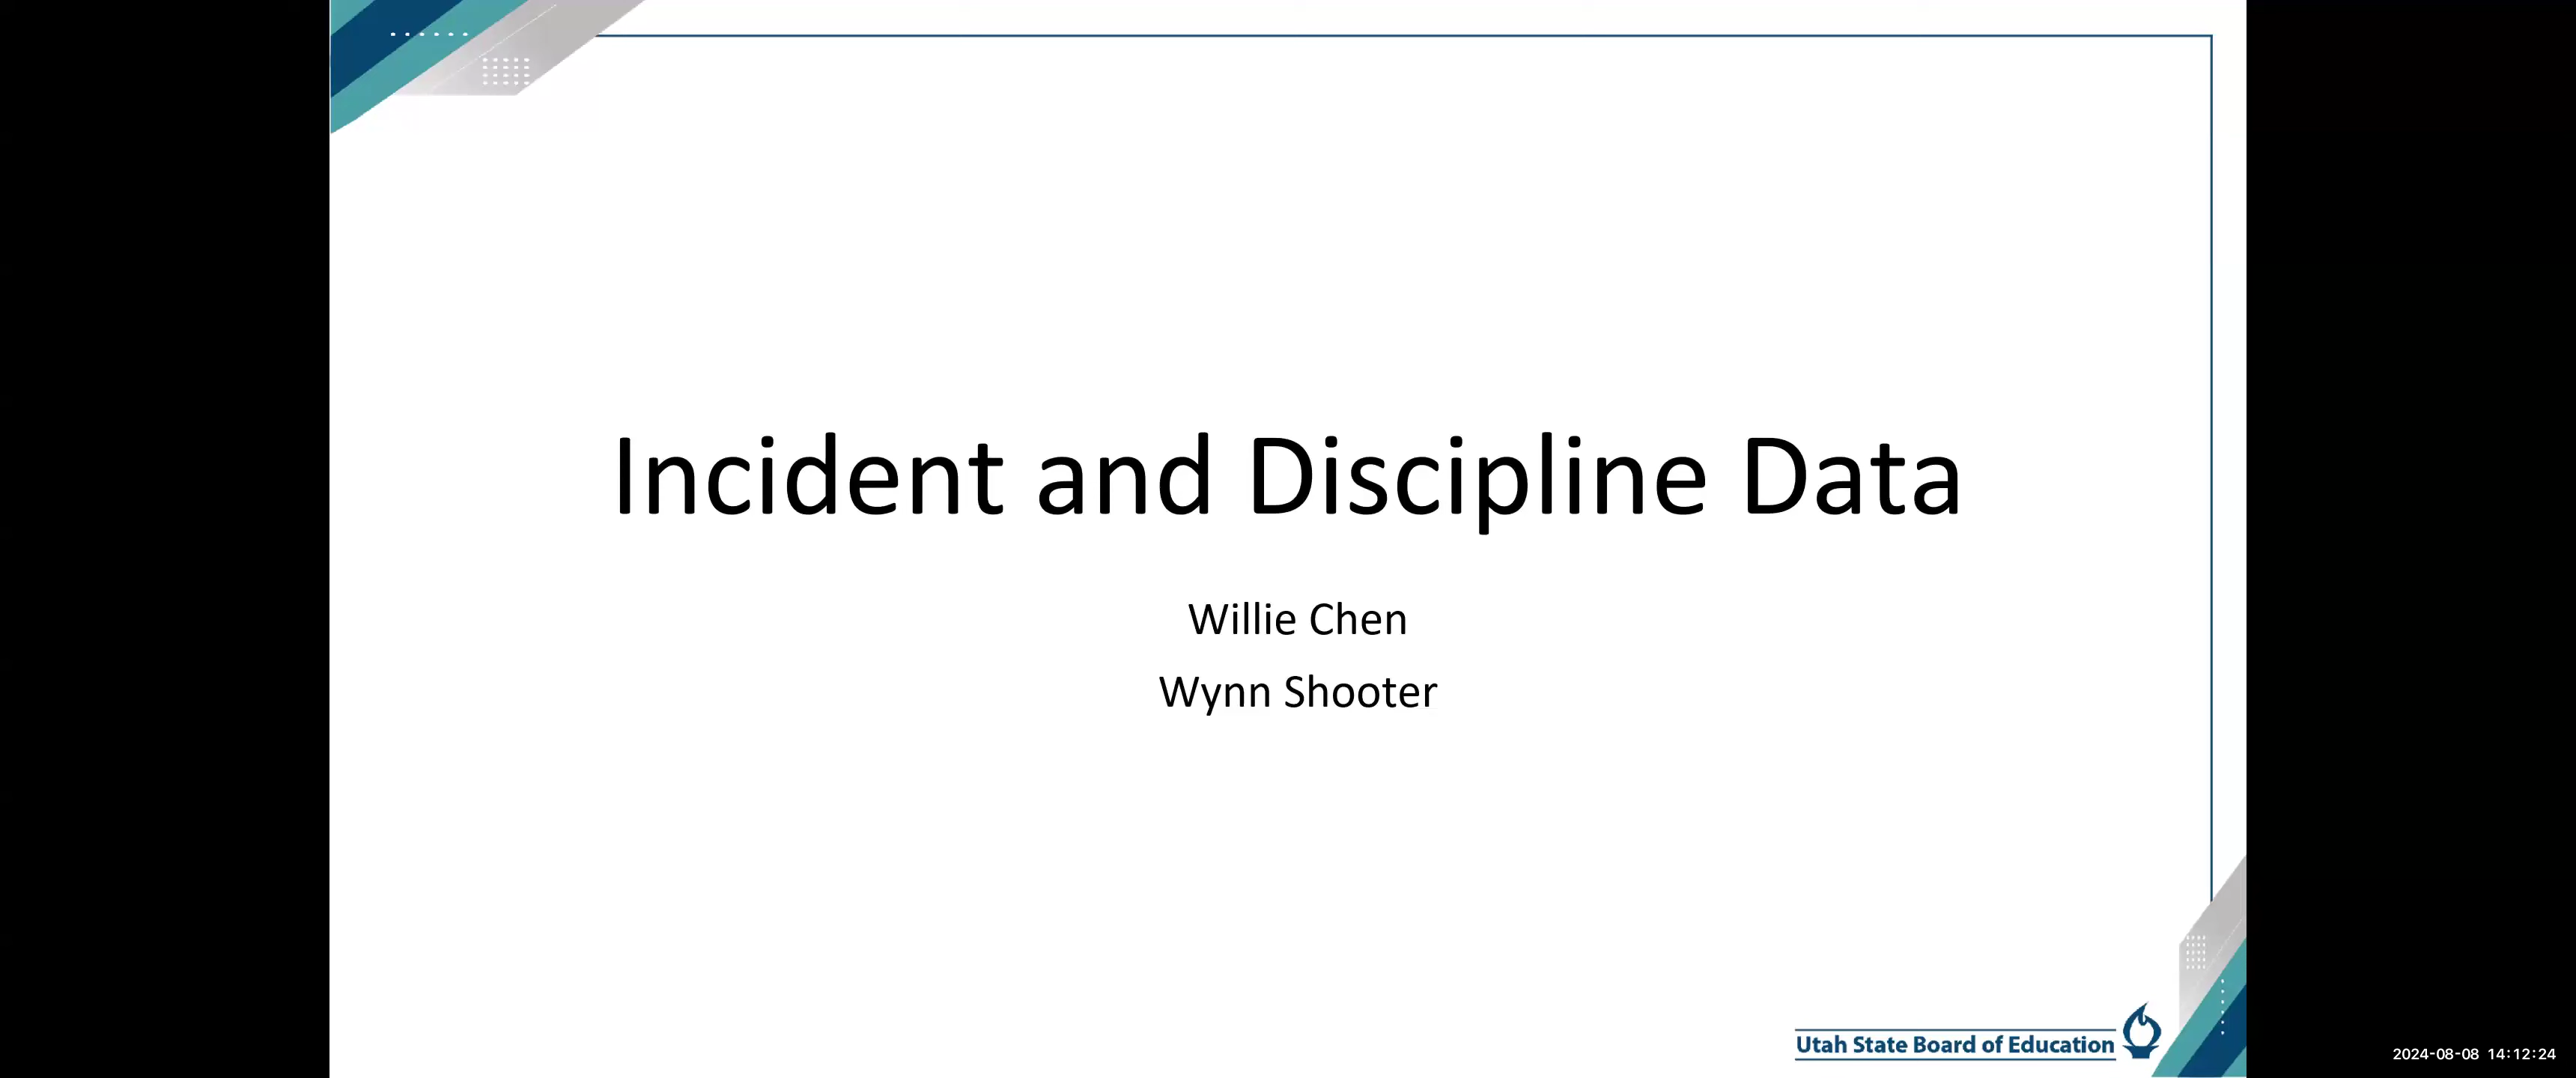 Incident and Discipline Data
Willie Chen
Wynn Shooter
Utah State Board of Education
2024-08-08 14:12:24